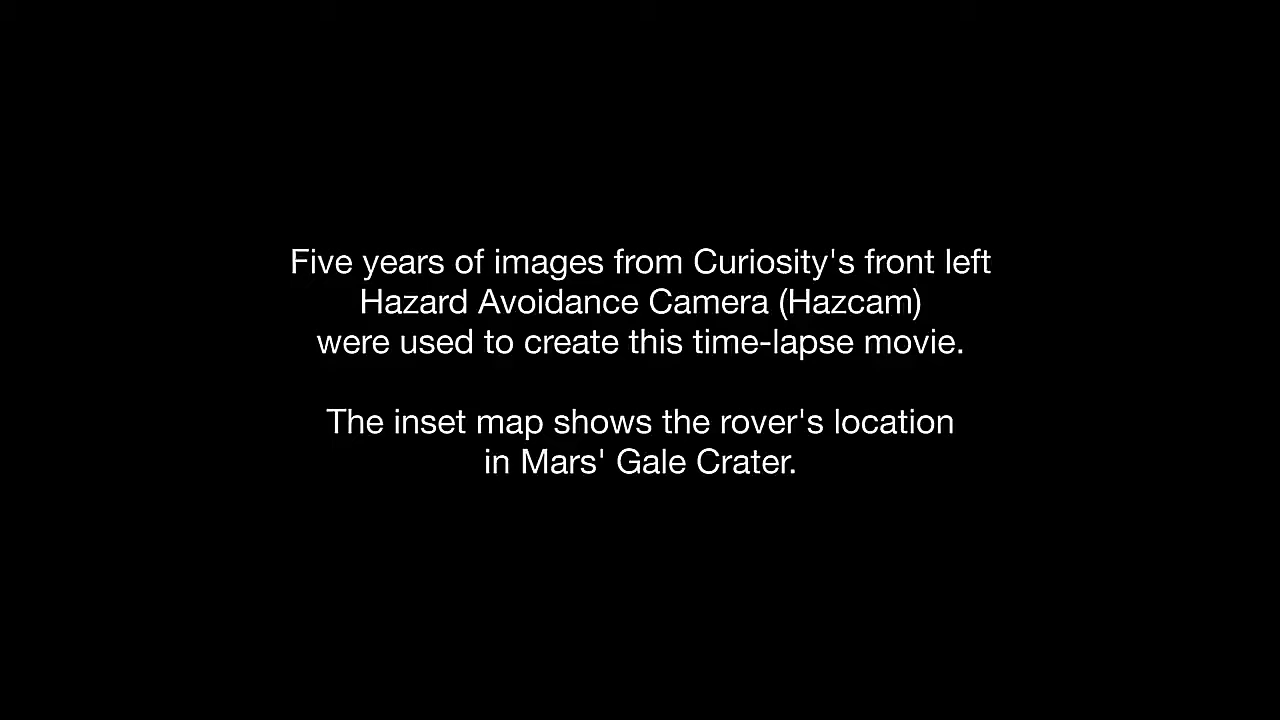 Five years of images from Curiosity's front left
Hazard Avoidance Camera (Hazcam)
were used to create this time-lapse movie.
The inset map shows the rover's location
in Mars' Gale Crater.